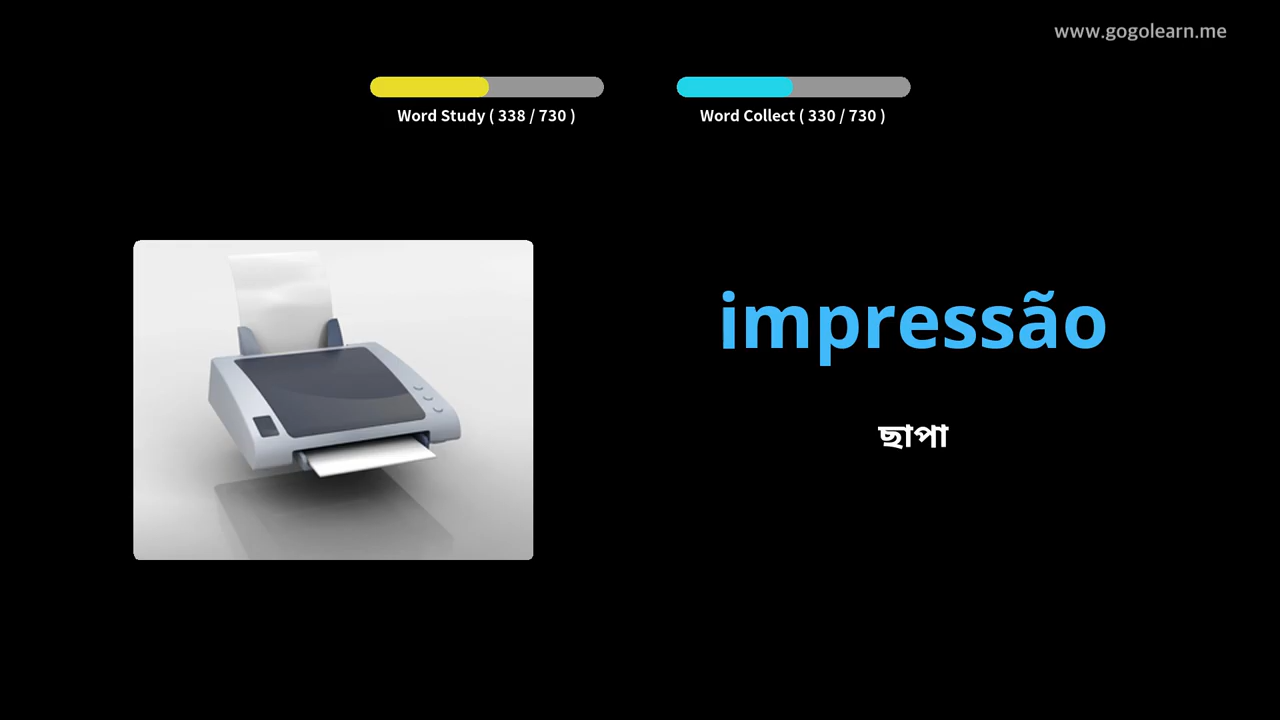 www.gogolearn.me
Word Study ( 338 / 730 )
Word Collect ( 330 / 730 )
impressão
ছাপা